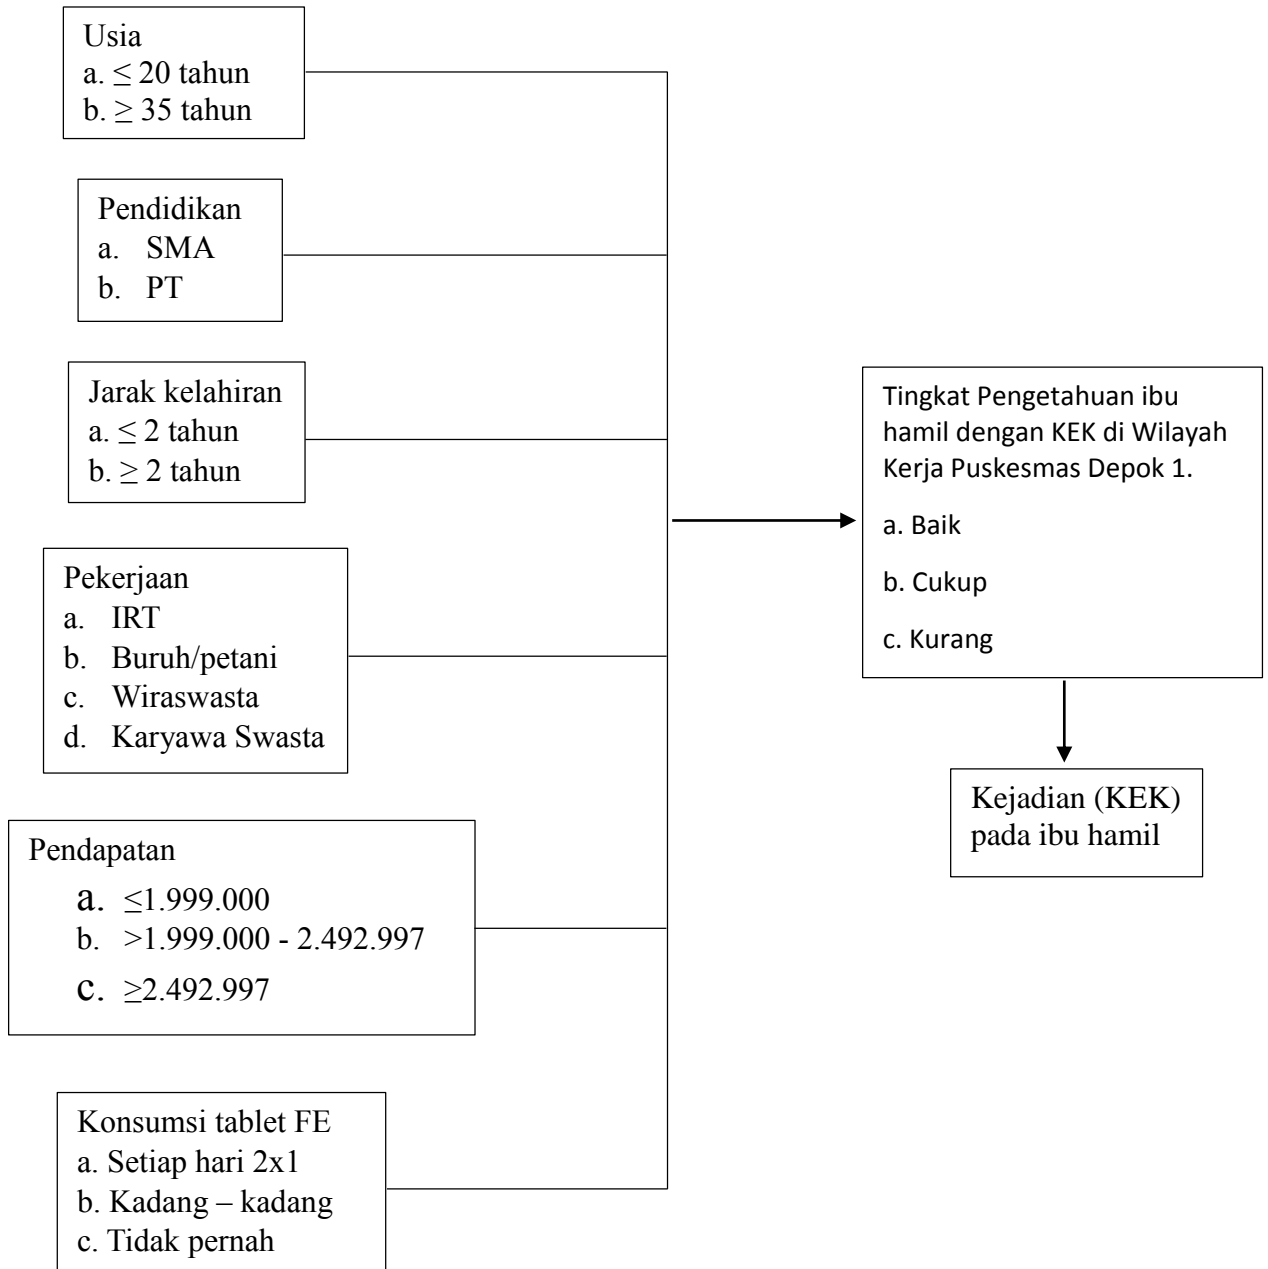 Usia
a. ≤ 20 tahun
b. ≥ 35 tahun
Pendidikan
a. SMA
b. PT
Jarak kelahiran
a. ≤ 2 tahun
b. ≥ 2 tahun
Pekerjaan
a. IRT
b. Buruh/petani
c. Wiraswasta
d. Karyawa Swasta
Pendapatan
a. ≤1.999.000
b. >1.999.000 - 2.492.997
c. ≥2.492.997
Konsumsi tablet FE
a. Setiap hari 2x1
b. Kadang – kadang
c. Tidak pernah
Tingkat Pengetahuan ibu
hamil dengan KEK di Wilayah
Kerja Puskesmas Depok 1.
a. Baik
b. Cukup
c. Kurang
Kejadian (KEK)
pada ibu hamil